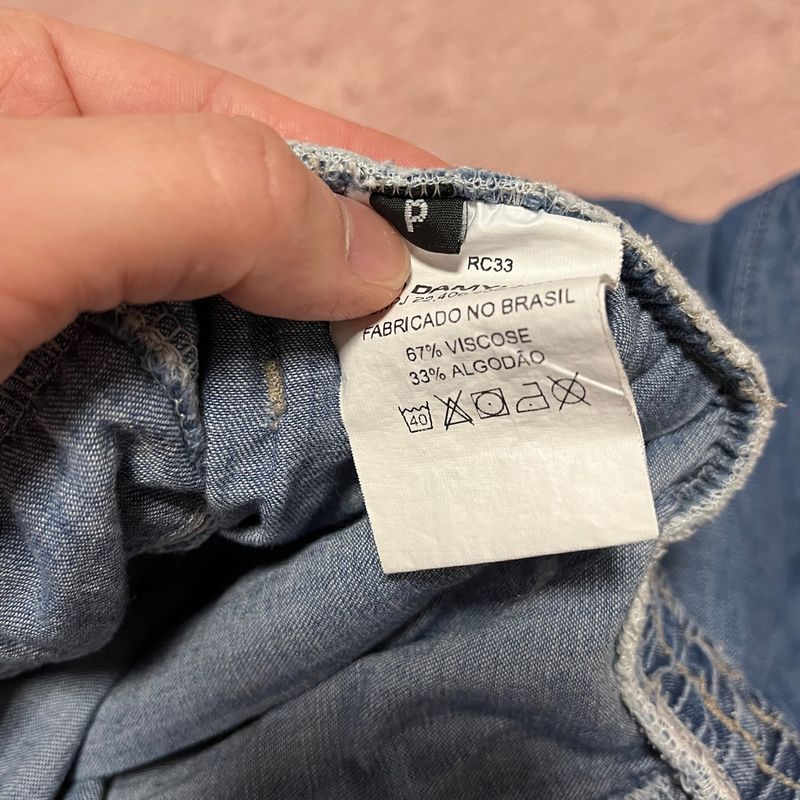 P
RC33
FABRICADO NO BRASIL
67% VISCOSE
33% ALGODÃO
40